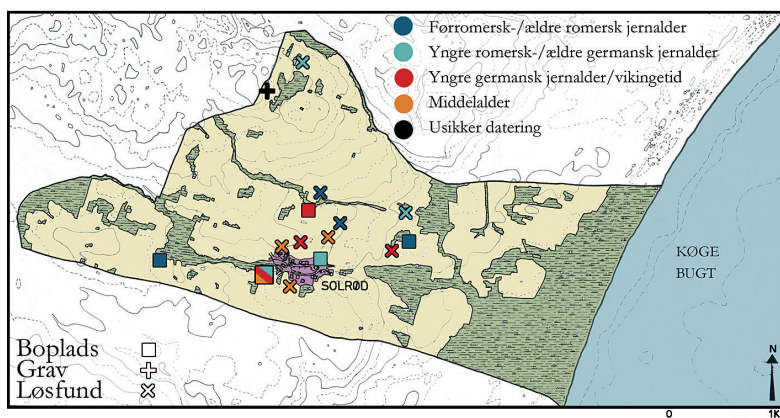 Førromersk-/ældre romersk jernalder
Yngre romersk-/ældre germansk jernalder
Yngre germansk jernalder/vikingetid
Middelalder
Usikker datering
KØGE
BUGT
SOLRØD
Boplads
Grav
Løsfund
N
0 1K